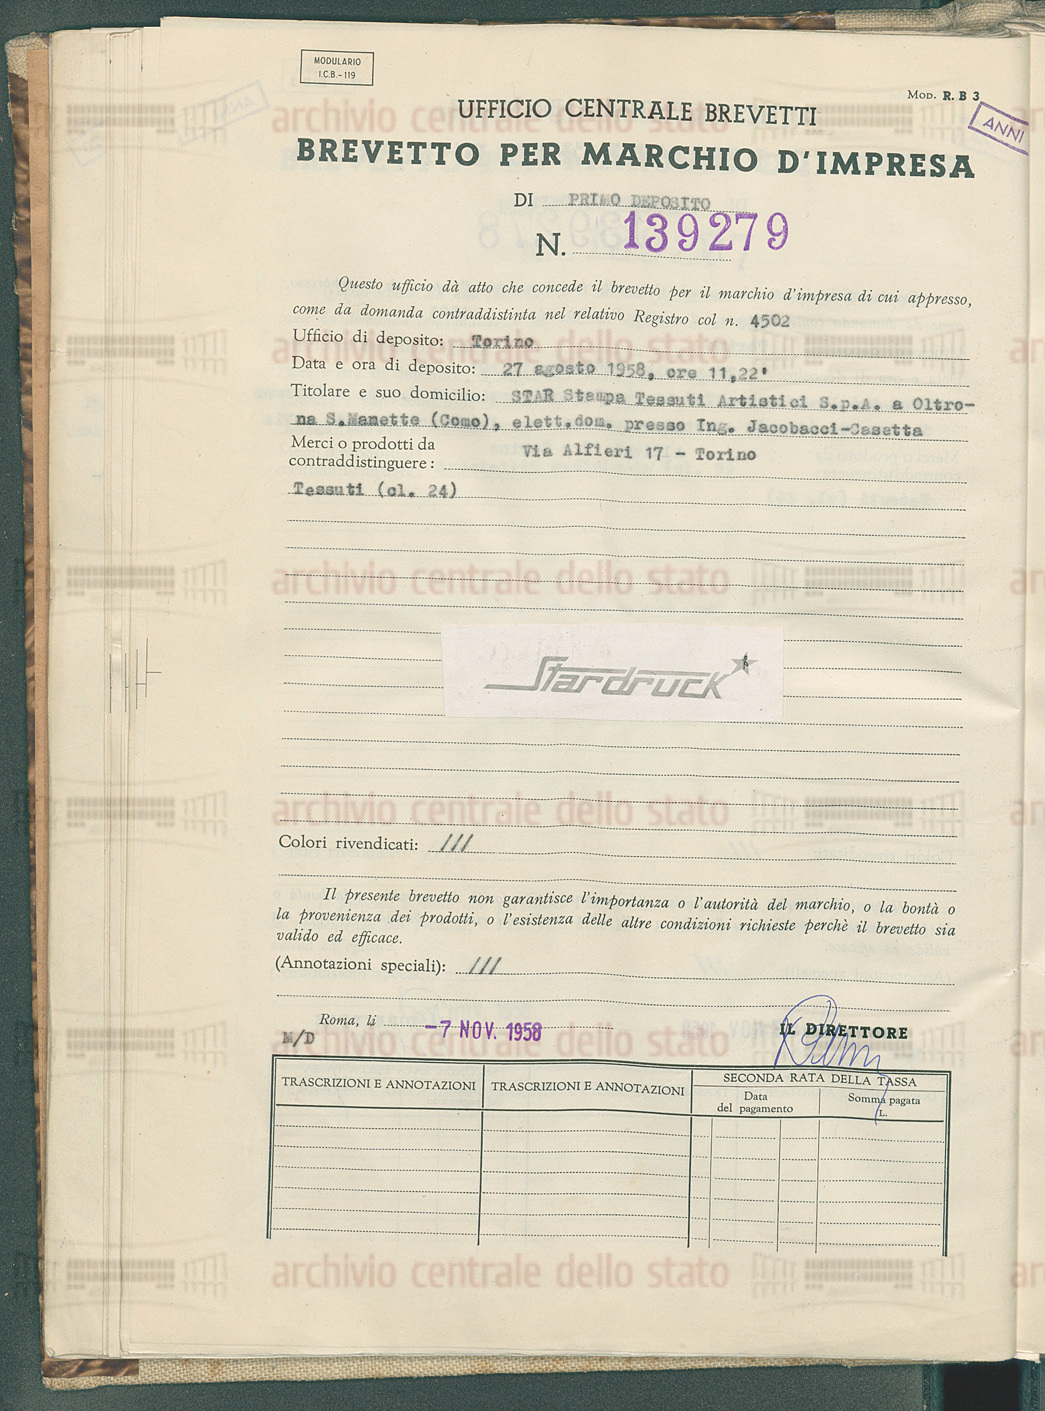 MODULARIO
I.C.B. - 119
MOD. R. B 3
ANNI
UFFICIO CENTRALE BREVETTI
BREVETTO PER MARCHIO D'IMPRESA
DI PRIMO DEPOSITO
N. 139279
Questo ufficio dà atto che concede il brevetto per il marchio d'impresa di cui appresso,
come da domanda contraddistinta nel relativo Registro col n. 4502
Ufficio di deposito: Torino
Data e ora di deposito: 27 agosto 1958, ore 11,22'
Titolare e suo domicilio: STAR Stampa Tessuti Artistici S.p.A. a Oltro-
na S.Mamette (Como), elett.dom. presso Ing. Jacobacci-Casetta
Merci o prodotti da Via Alfieri 17 - Torino
contraddistinguere:
Tessuti (cl. 24)
archivio centrale dello stato
Stardruck
Colori rivendicati: ///
Il presente brevetto non garantisce l'importanza o l'autorità del marchio, o la bontà o
la provenienza dei prodotti, o l'esistenza delle altre condizioni richieste perchè il brevetto sia
valido ed efficace.
(Annotazioni speciali): ///
Roma, li -7 NOV. 1958
IL DIRETTORE
M/D
TRASCRIZIONI E ANNOTAZIONI TRASCRIZIONI E ANNOTAZIONI SECONDA RATA DELLA TASSA
Data del pagamento Somma pagata L.